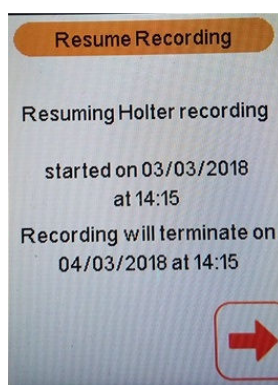 Resume Recording
Resuming Holter recording
started on 03/03/2018
at 14:15
Recording will terminate on
04/03/2018 at 14:15